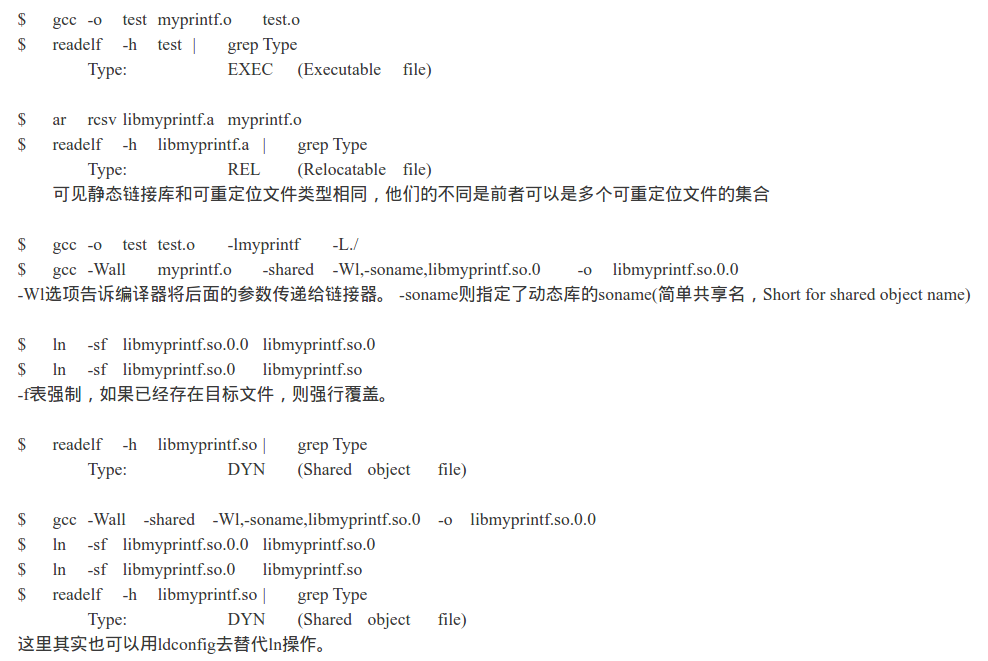 $ gcc -o test myprintf.o test.o
$ readelf -h test | grep Type
Type: EXEC (Executable file)
$ ar rcsv libmyprintf.a myprintf.o
$ readelf -h libmyprintf.a | grep Type
Type: REL (Relocatable file)
可见静态链接库和可重定位文件类型相同，他们的不同是前者可以是多个可重定位文件的集合
$ gcc -o test test.o -lmyprintf -L./
$ gcc -Wall myprintf.o -shared -Wl,-soname,libmyprintf.so.0 -o libmyprintf.so.0.0
-Wl选项告诉编译器将后面的参数传递给链接器。 -soname则指定了动态库的soname(简单共享名，Short for shared object name)
$ ln -sf libmyprintf.so.0.0 libmyprintf.so.0
$ ln -sf libmyprintf.so.0 libmyprintf.so
-f表强制，如果已经存在目标文件，则强行覆盖。
$ readelf -h libmyprintf.so | grep Type
Type: DYN (Shared object file)
$ gcc -Wall -shared -Wl,-soname,libmyprintf.so.0 -o libmyprintf.so.0.0
$ ln -sf libmyprintf.so.0.0 libmyprintf.so.0
$ ln -sf libmyprintf.so.0 libmyprintf.so
$ readelf -h libmyprintf.so | grep Type
Type: DYN (Shared object file)
这里其实也可以用ldconfig去替代ln操作。